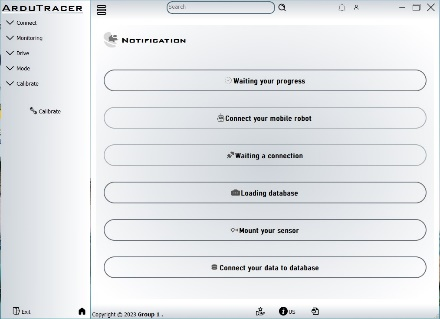 ArduTracer
Search
Connect
Monitoring
Drive
Mode
Calibrate
Calibrate
Exit
Notification
Waiting your progress
Connect your mobile robot
Waiting a connection
Loading database
Mount your sensor
Connect your data to database
Copyright © 2023 Group 1 .
US